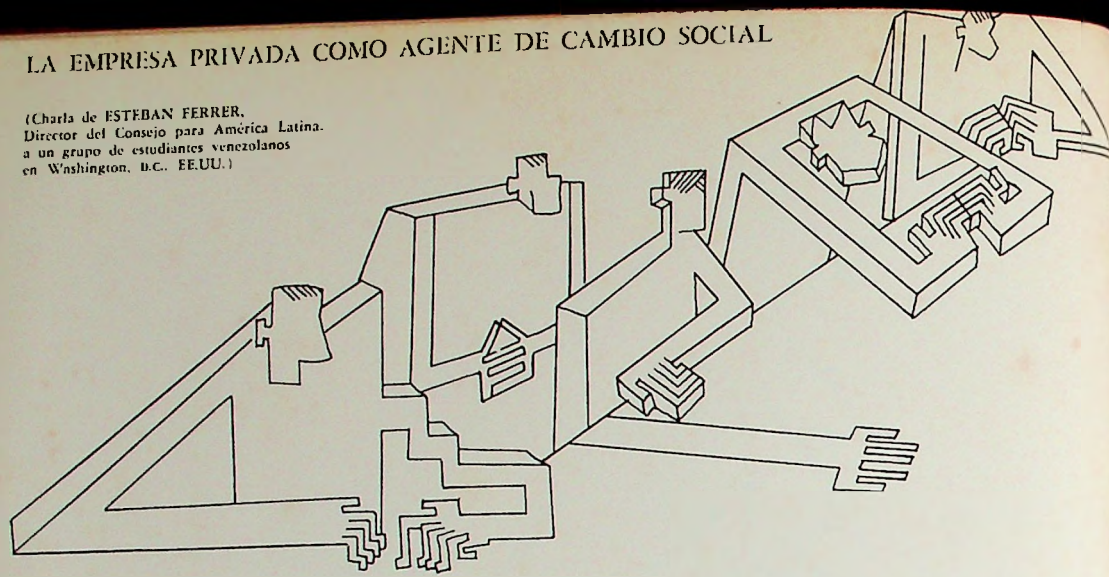 LA EMPRESA PRIVADA COMO AGENTE DE CAMBIO SOCIAL
(Charla de ESTEBAN FERRER,
Director del Consejo para América Latina.
a un grupo de estudiantes venezolanos
en Washington, D.C., EE.UU.)